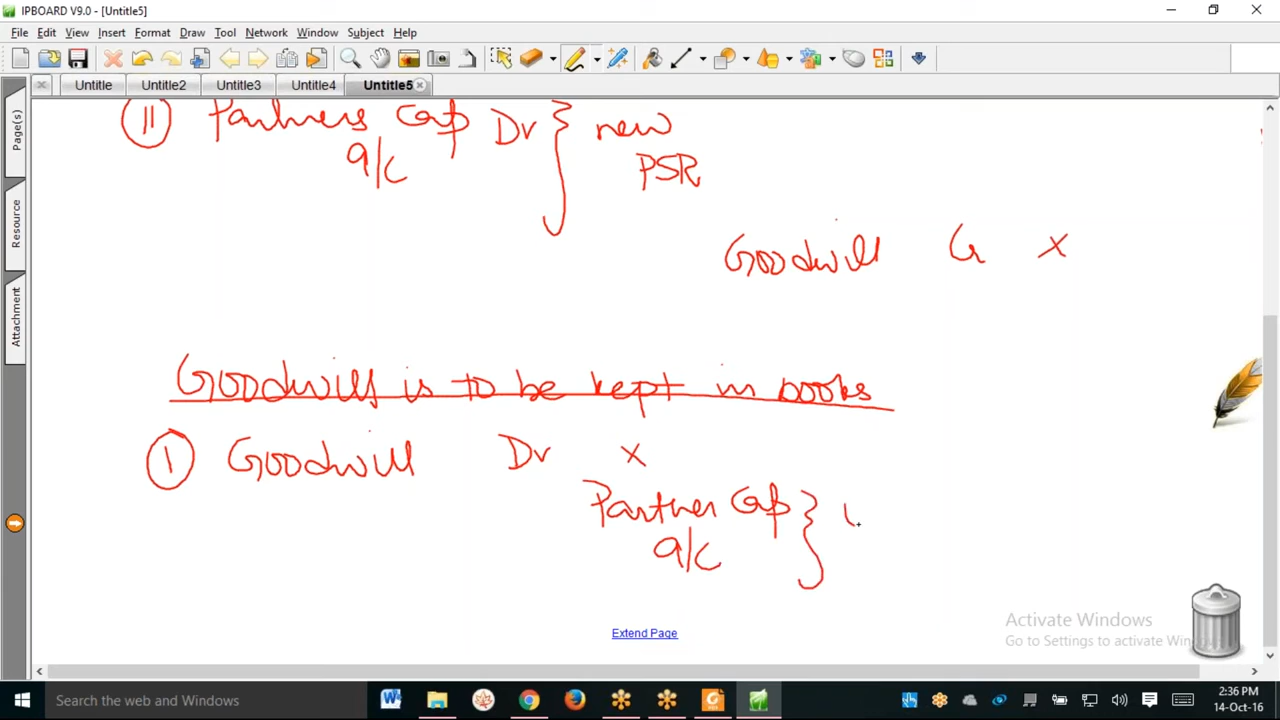 IPBOARD V9.0 - [Untitle5]
File Edit View Insert Format Draw Tool Network Window Subject Help
Untitle Untitle2 Untitle3 Untitle4 Untitle5
Page(s)
Resource
Attachment
11 Partners Cap Dr } new
a/c PSR
Goodwill Cr x
Goodwill is to be kept in books
1 Goodwill Dr x
Partner Cap }
a/c
Extend Page
Activate Windows
Go to Settings to activate Win
Search the web and Windows
2:36 PM
14-Oct-16